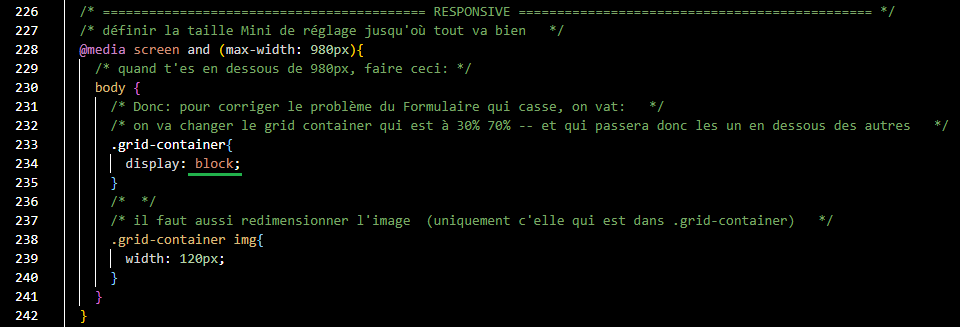 226 /* ========================================= RESPONSIVE ============================================= */
227 /* définir la taille Mini de réglage jusqu'où tout va bien   */
228 @media screen and (max-width: 980px){
229   /* quand t'es en dessous de 980px, faire ceci: */
230   body {
231     /* Donc: pour corriger le problème du Formulaire qui casse, on vat:   */
232     /* on va changer le grid container qui est à 30% 70% -- et qui passera donc les un en dessous des autres   */
233     .grid-container{
234       display: block;
235     }
236     /*  */
237     /* il faut aussi redimensionner l'image  (uniquement c'elle qui est dans .grid-container)   */
238     .grid-container img{
239       width: 120px;
240     }
241   }
242 }